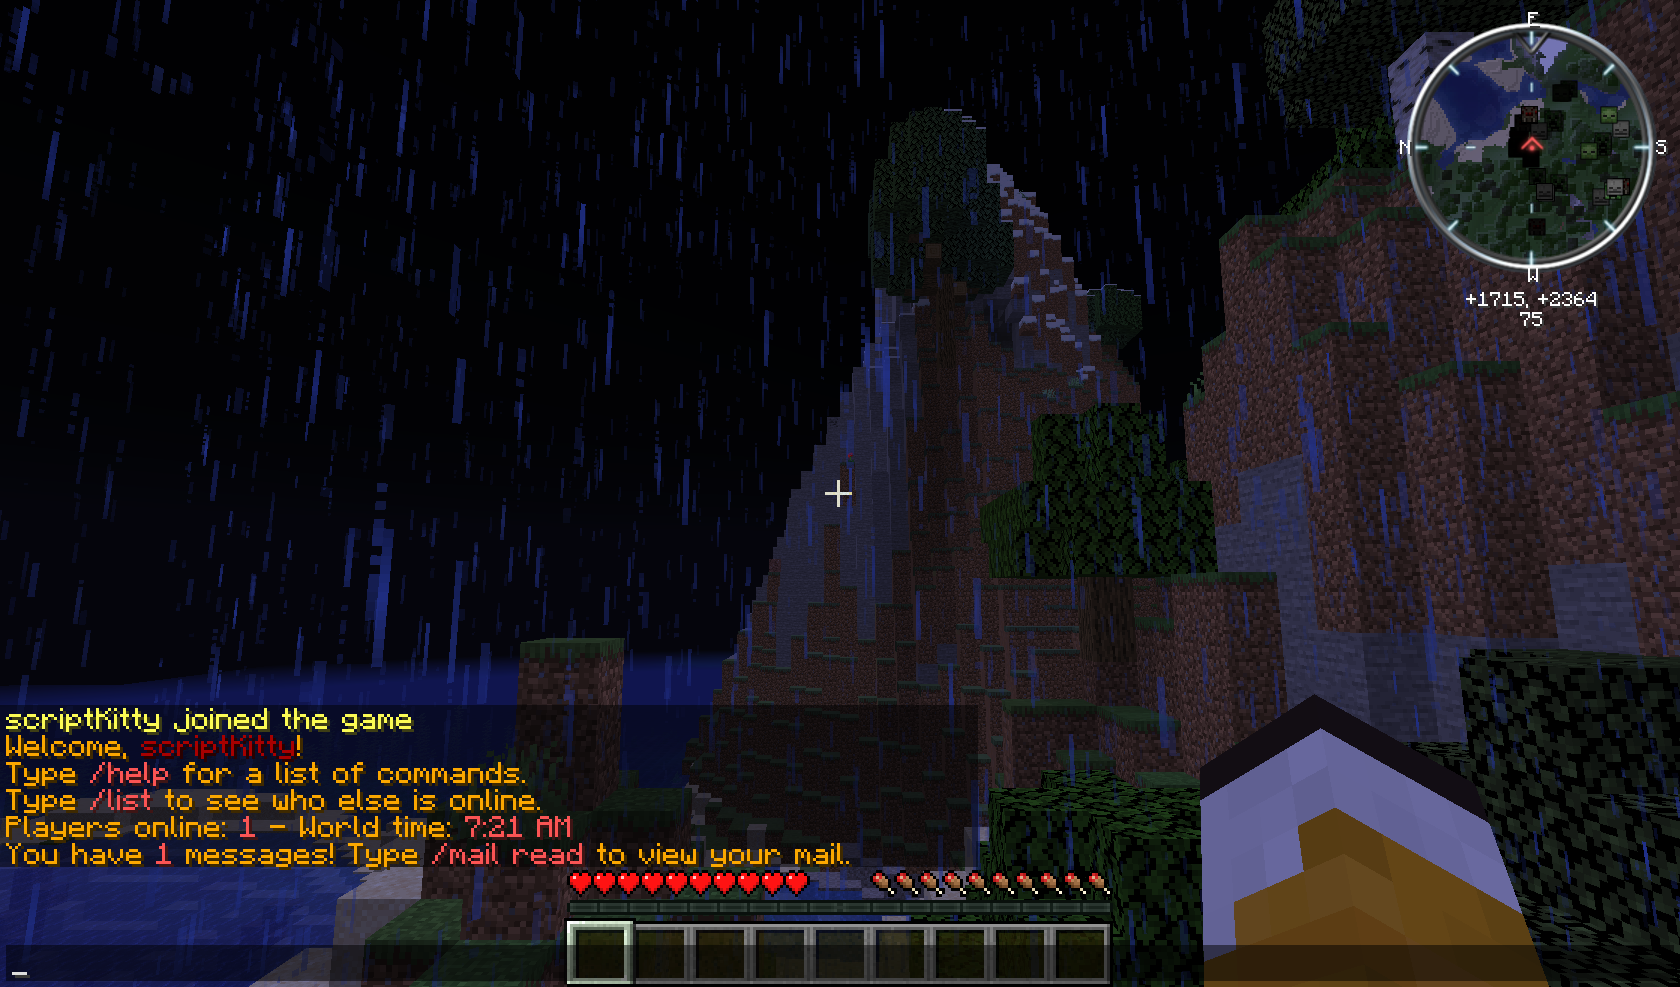 E
N
S
W
+1715, +2364
75
scriptKitty joined the game
Welcome, scriptKitty!
Type /help for a list of commands.
Type /list to see who else is online.
Players online: 1 - World time: 7:21 AM
You have 1 messages! Type /mail read to view your mail.
_